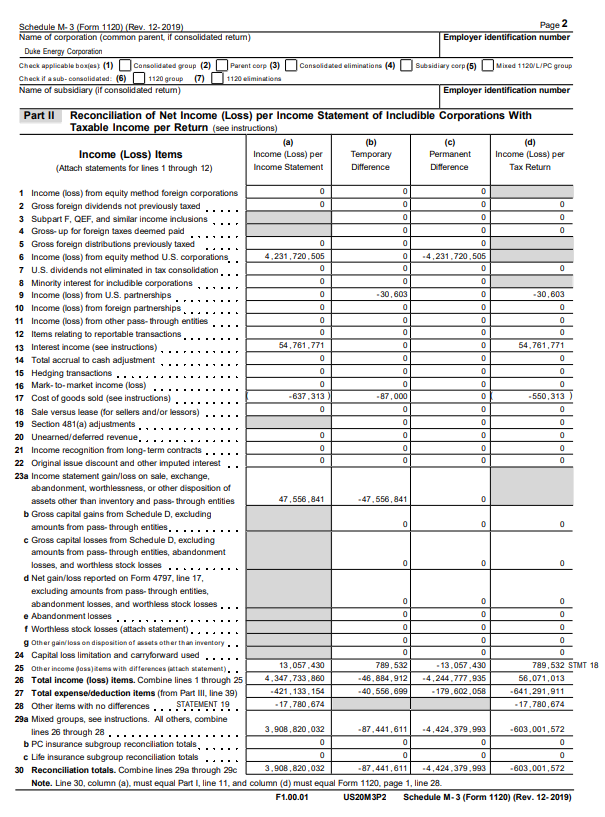 Schedule M-3 (Form 1120) (Rev. 12-2019) Page 2
Name of corporation (common parent, if consolidated return) Employer identification number
Duke Energy Corporation
Check applicable box(es) (1) Consolidated group (2) Parent corp (3) Consolidated eliminations (4) Subsidiary corp (5) Mixed 1120/L/PC group
Check if a sub-consolidated: (6) 1120 group (7) 1120 eliminations
Name of subsidiary (if consolidated return) Employer identification number
Part II Reconciliation of Net Income (Loss) per Income Statement of Includible Corporations With
Taxable Income per Return (see instructions)
(a) (b) (c) (d)
Income (Loss) Items Income (Loss) per Temporary Permanent Income (Loss) per
(Attach statements for lines 1 through 12) Income Statement Difference Difference Tax Return
1 Income (loss) from equity method foreign corporations 0 0 0
2 Gross foreign dividends not previously taxed 0 0 0 0
3 Subpart F, QEF, and similar income inclusions 0 0 0
4 Gross-up for foreign taxes deemed paid 0 0 0
5 Gross foreign distributions previously taxed 0 0 0
6 Income (loss) from equity method U.S. corporations 4,231,720,505 0 -4,231,720,505
7 U.S. dividends not eliminated in tax consolidation 0 0 0 0
8 Minority interest for includible corporations 0 0 0
9 Income (loss) from U.S. partnerships 0 -30,603 0 -30,603
10 Income (loss) from foreign partnerships 0 0 0 0
11 Income (loss) from other pass-through entities 0 0 0 0
12 Items relating to reportable transactions 0 0 0 0
13 Interest income (see instructions) 54,761,771 0 0 54,761,771
14 Total accrual to cash adjustment 0 0 0 0
15 Hedging transactions 0 0 0 0
16 Mark-to-market income (loss) 0 0 0 0
17 Cost of goods sold (see instructions) ( -637,313 ) -87,000 0 ( -550,313 )
18 Sale versus lease (for sellers and/or lessors) 0 0 0 0
19 Section 481(a) adjustments 0 0 0
20 Unearned/deferred revenue 0 0 0 0
21 Income recognition from long-term contracts 0 0 0 0
22 Original issue discount and other imputed interest 0 0 0 0
23a Income statement gain/loss on sale, exchange,
abandonment, worthlessness, or other disposition of
assets other than inventory and pass-through entities 47,556,841 -47,556,841 0
b Gross capital gains from Schedule D, excluding
amounts from pass-through entities 0 0 0
c Gross capital losses from Schedule D, excluding
amounts from pass-through entities, abandonment
losses, and worthless stock losses 0 0 0
d Net gain/loss reported on Form 4797, line 17,
excluding amounts from pass-through entities,
abandonment losses, and worthless stock losses 0 0 0
e Abandonment losses 0 0 0
f Worthless stock losses (attach statement) 0 0 0
g Other gain/loss on disposition of assets other than inventory 0 0 0
24 Capital loss limitation and carryforward used 0 0 0
25 Other income (loss) items with differences (attach statement) 13,057,430 789,532 -13,057,430 789,532 STMT 18
26 Total income (loss) items. Combine lines 1 through 25 4,347,733,860 -46,884,912 -4,244,777,935 56,071,013
27 Total expense/deduction items (from Part III, line 39) -421,133,154 -40,556,699 -179,602,058 -641,291,911
28 Other items with no differences STATEMENT 19 -17,780,674 -17,780,674
29a Mixed groups, see instructions. All others, combine
lines 26 through 28 3,908,820,032 -87,441,611 -4,424,379,993 -603,001,572
b PC insurance subgroup reconciliation totals 0 0 0 0
c Life insurance subgroup reconciliation totals 0 0 0 0
30 Reconciliation totals. Combine lines 29a through 29c 3,908,820,032 -87,441,611 -4,424,379,993 -603,001,572
Note. Line 30, column (a), must equal Part I, line 11, and column (d) must equal Form 1120, page 1, line 28.
F1.00.01 US20M3P2 Schedule M-3 (Form 1120) (Rev. 12-2019)